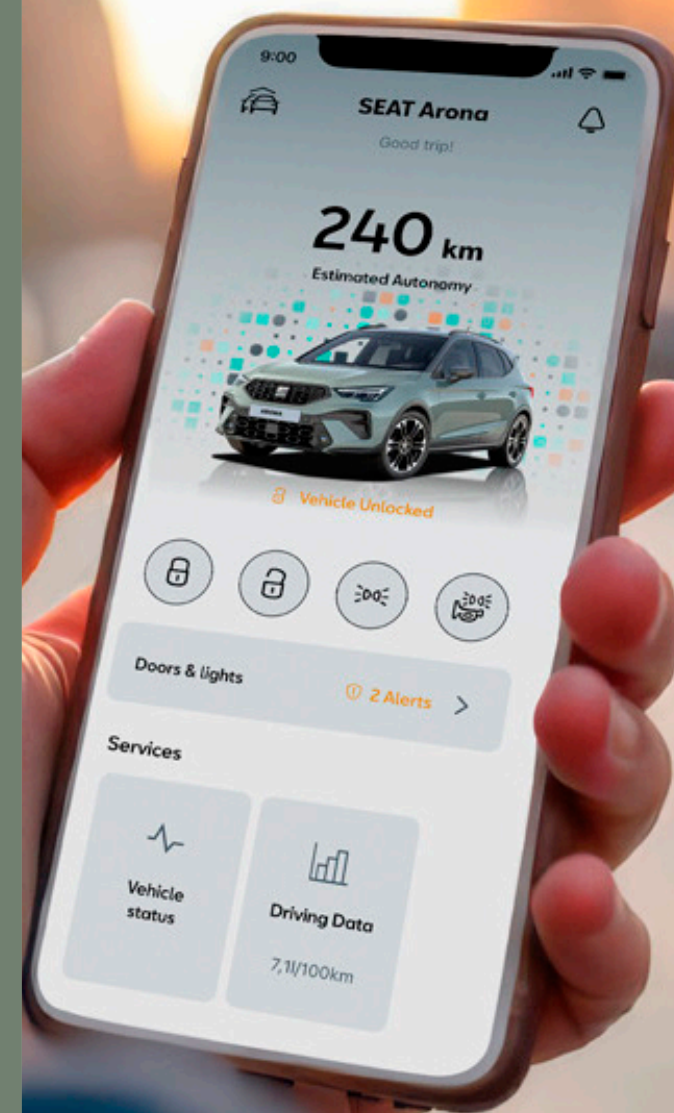 9:00
SEAT Arona
Good trip!
240 km
Estimated Autonomy
ARONA
Vehicle Unlocked
Doors & lights
2 Alerts
Services
Vehicle
status
Driving Data
7,1l/100km